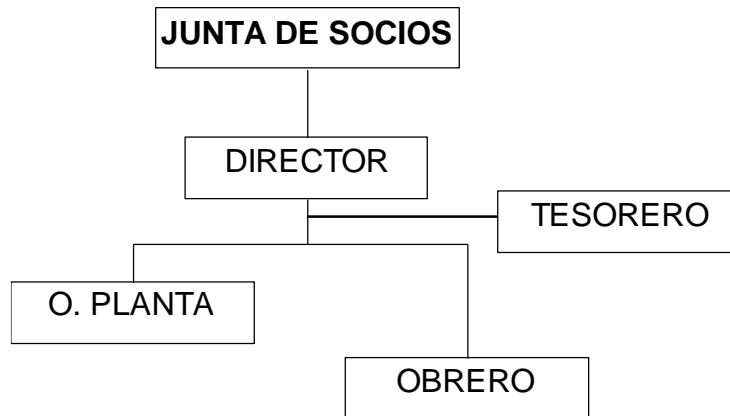 JUNTA DE SOCIOS
DIRECTOR
TESORERO
O. PLANTA
OBRERO